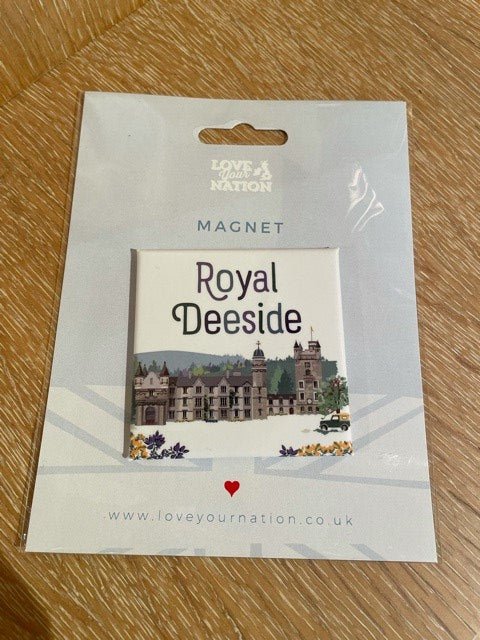 LOVE
Your
NATION
MAGNET
Royal
Deeside
www.loveyournation.co.uk